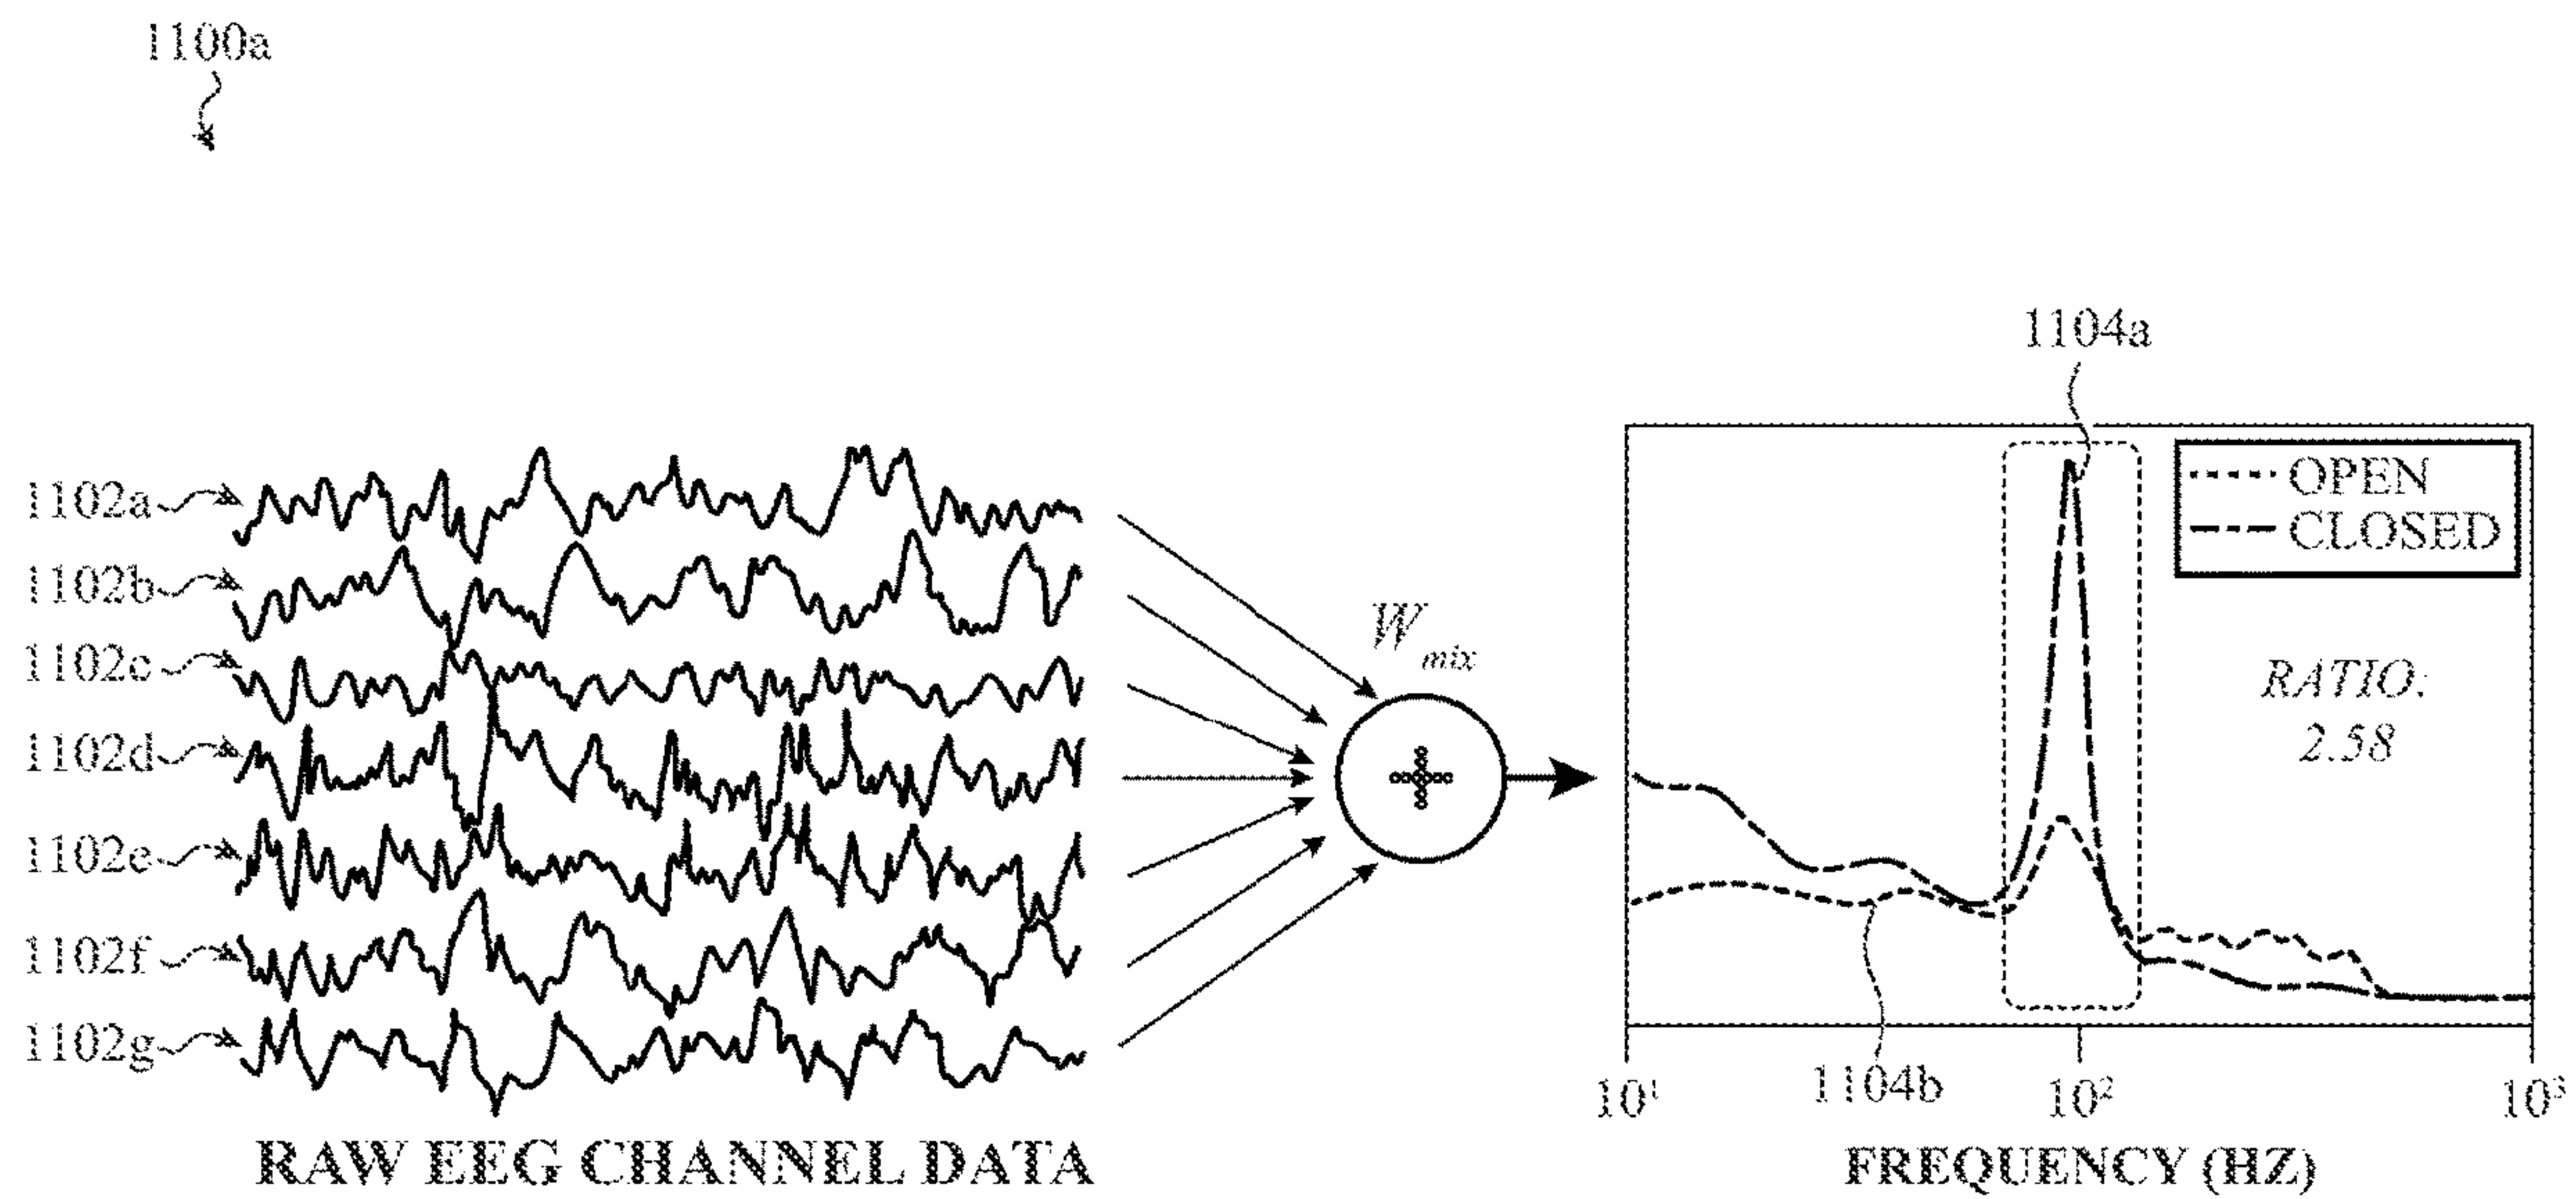 1100a
1104a
OPEN
CLOSED
RATIO:
2.58
W mix
1102a
1102b
1102c
1102d
1102e
1102f
1102g
1104b
10¹ 10² 10³
RAW EEG CHANNEL DATA
FREQUENCY (HZ)